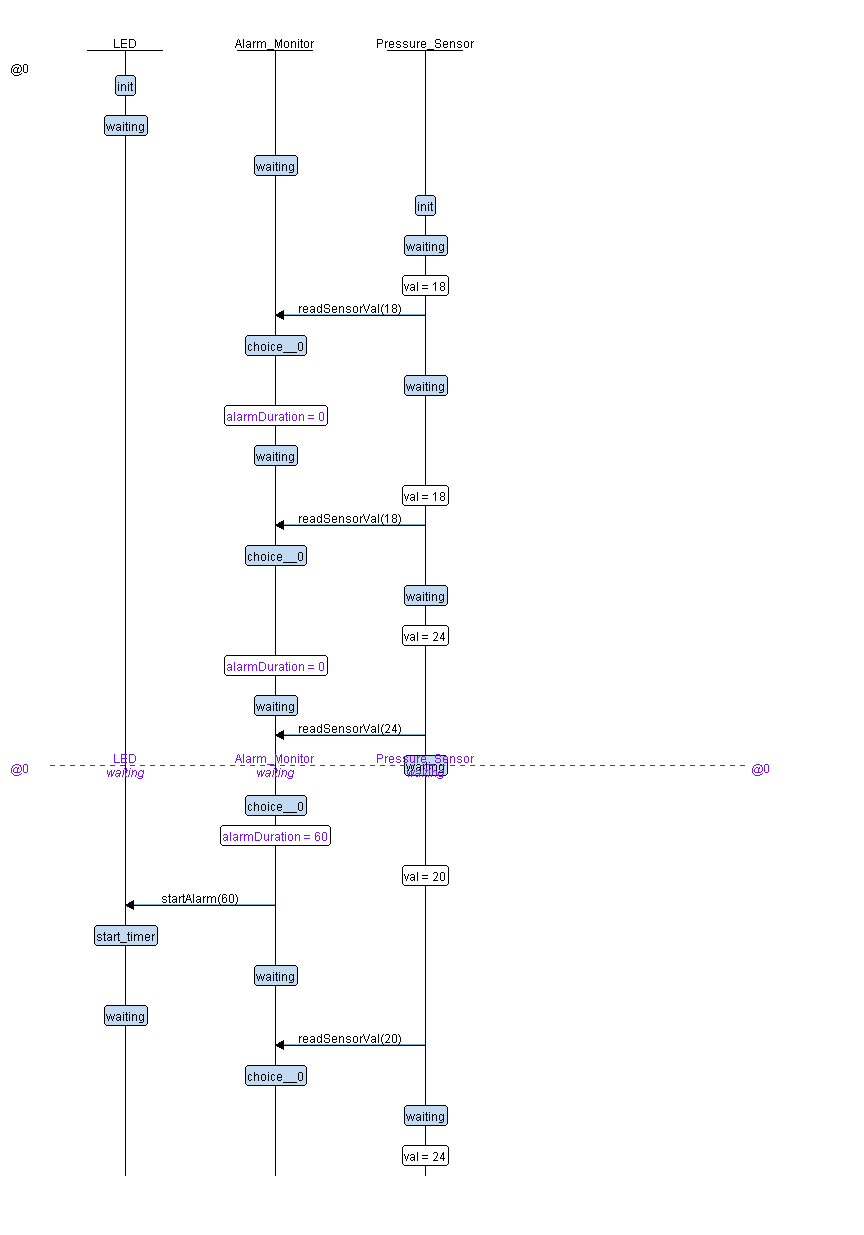 LED Alarm_Monitor Pressure_Sensor
@0
init
waiting
waiting
init
waiting
val = 18
readSensorVal(18)
choice__0
waiting
alarmDuration = 0
waiting
val = 18
readSensorVal(18)
choice__0
waiting
val = 24
alarmDuration = 0
waiting
readSensorVal(24)
LED Alarm_Monitor Pressure_Sensor
@0 waiting waiting waiting @0
waiting
choice__0
alarmDuration = 60
val = 20
startAlarm(60)
start_timer
waiting
waiting
readSensorVal(20)
choice__0
waiting
val = 24